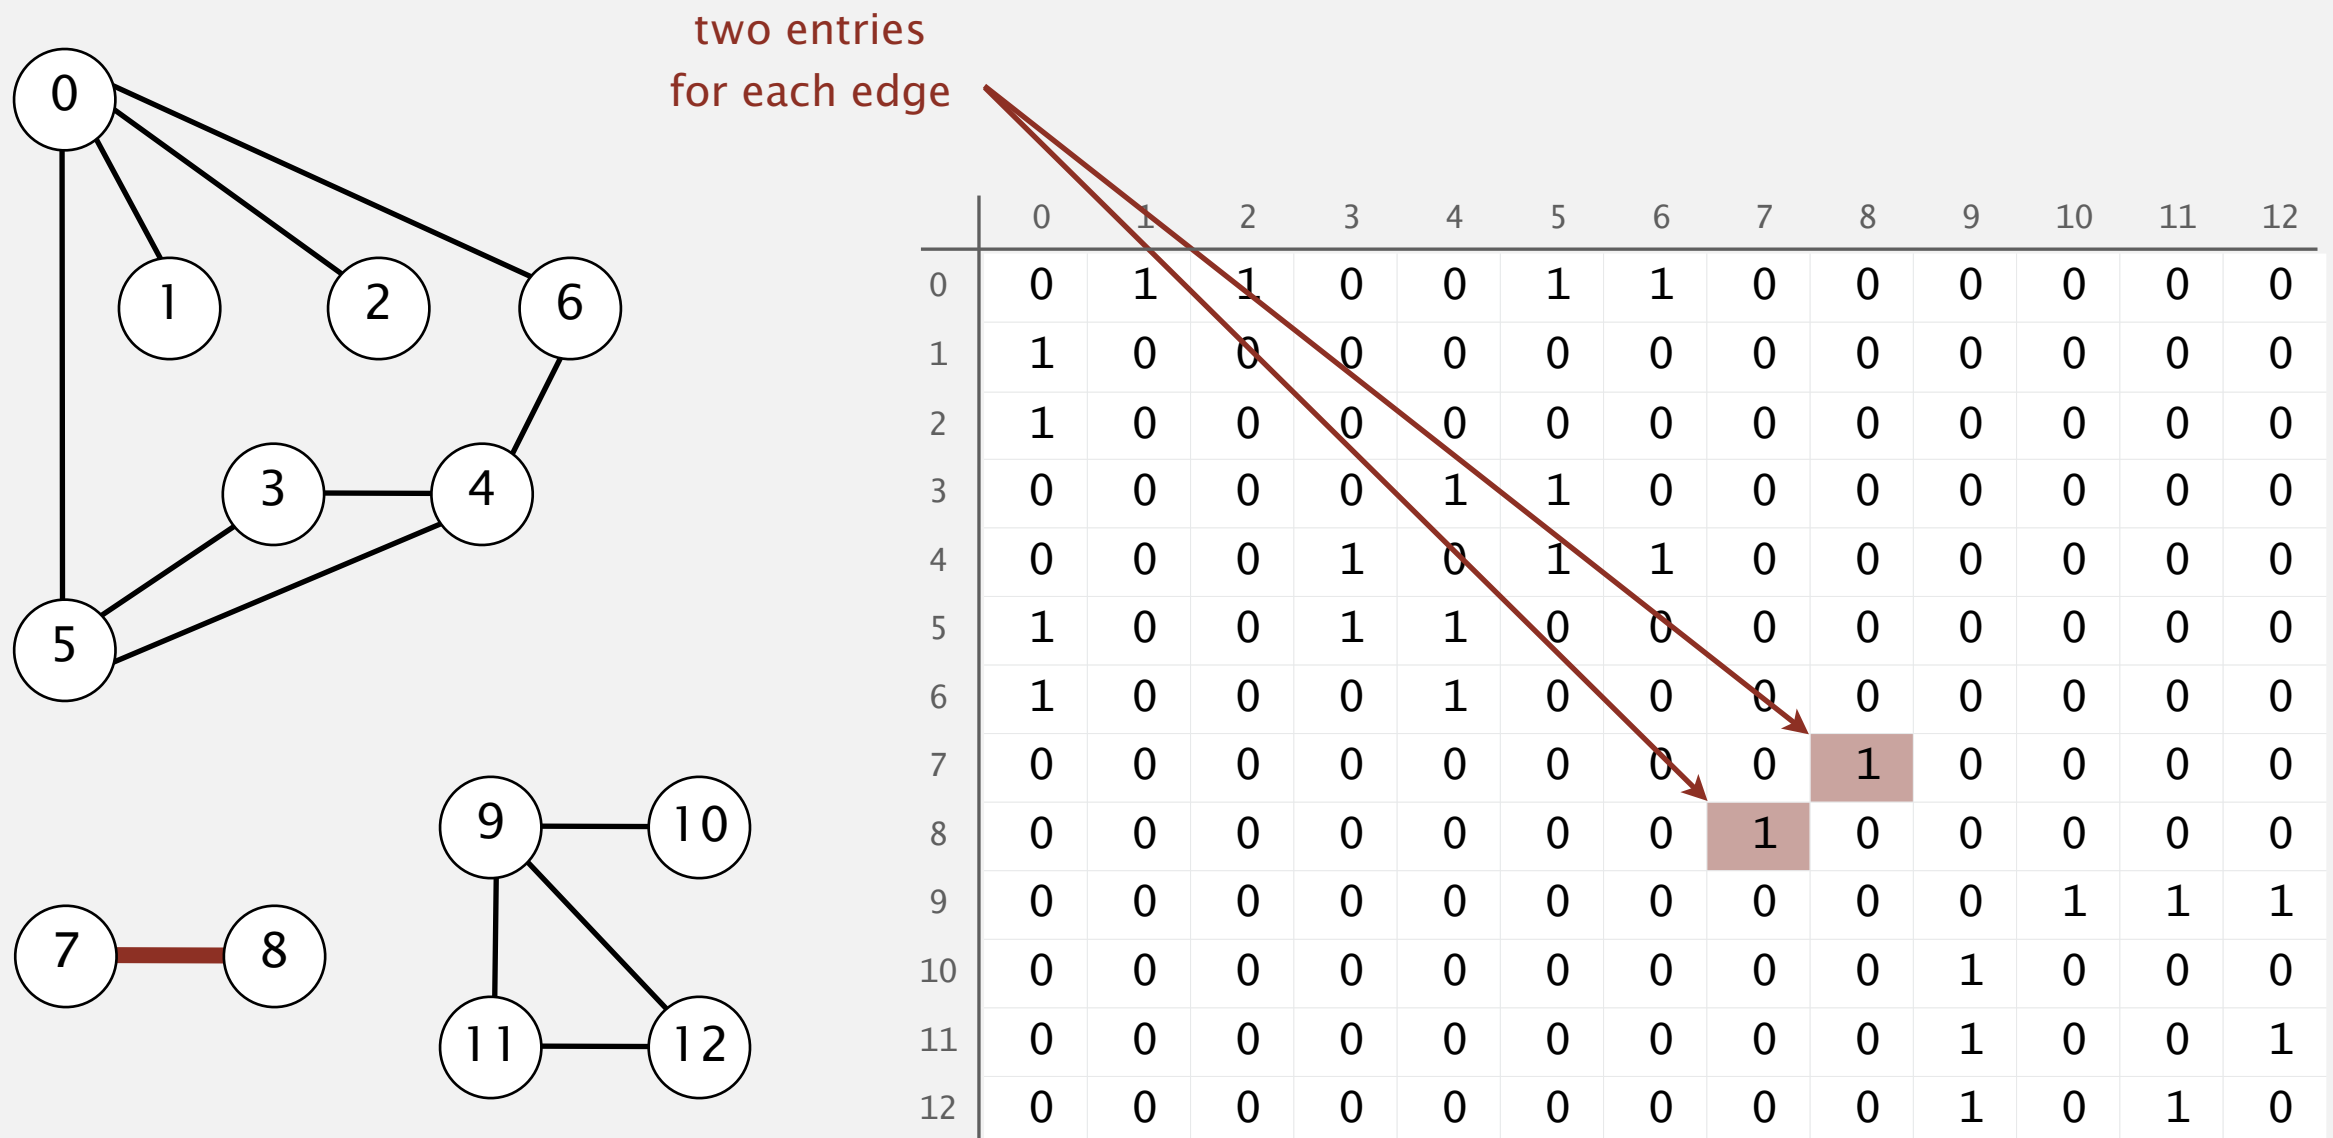 two entries
for each edge
0
1
2
6
3
4
5
9
10
7
8
11
12
0 1 2 3 4 5 6 7 8 9 10 11 12
0 0 1 1 0 0 1 1 0 0 0 0 0 0
1 1 0 0 0 0 0 0 0 0 0 0 0 0
2 1 0 0 0 0 0 0 0 0 0 0 0 0
3 0 0 0 0 1 1 0 0 0 0 0 0 0
4 0 0 0 1 0 1 1 0 0 0 0 0 0
5 1 0 0 1 1 0 0 0 0 0 0 0 0
6 1 0 0 0 1 0 0 0 0 0 0 0 0
7 0 0 0 0 0 0 0 0 1 0 0 0 0
8 0 0 0 0 0 0 0 1 0 0 0 0 0
9 0 0 0 0 0 0 0 0 0 0 1 1 1
10 0 0 0 0 0 0 0 0 0 1 0 0 0
11 0 0 0 0 0 0 0 0 0 1 0 0 1
12 0 0 0 0 0 0 0 0 0 1 0 1 0